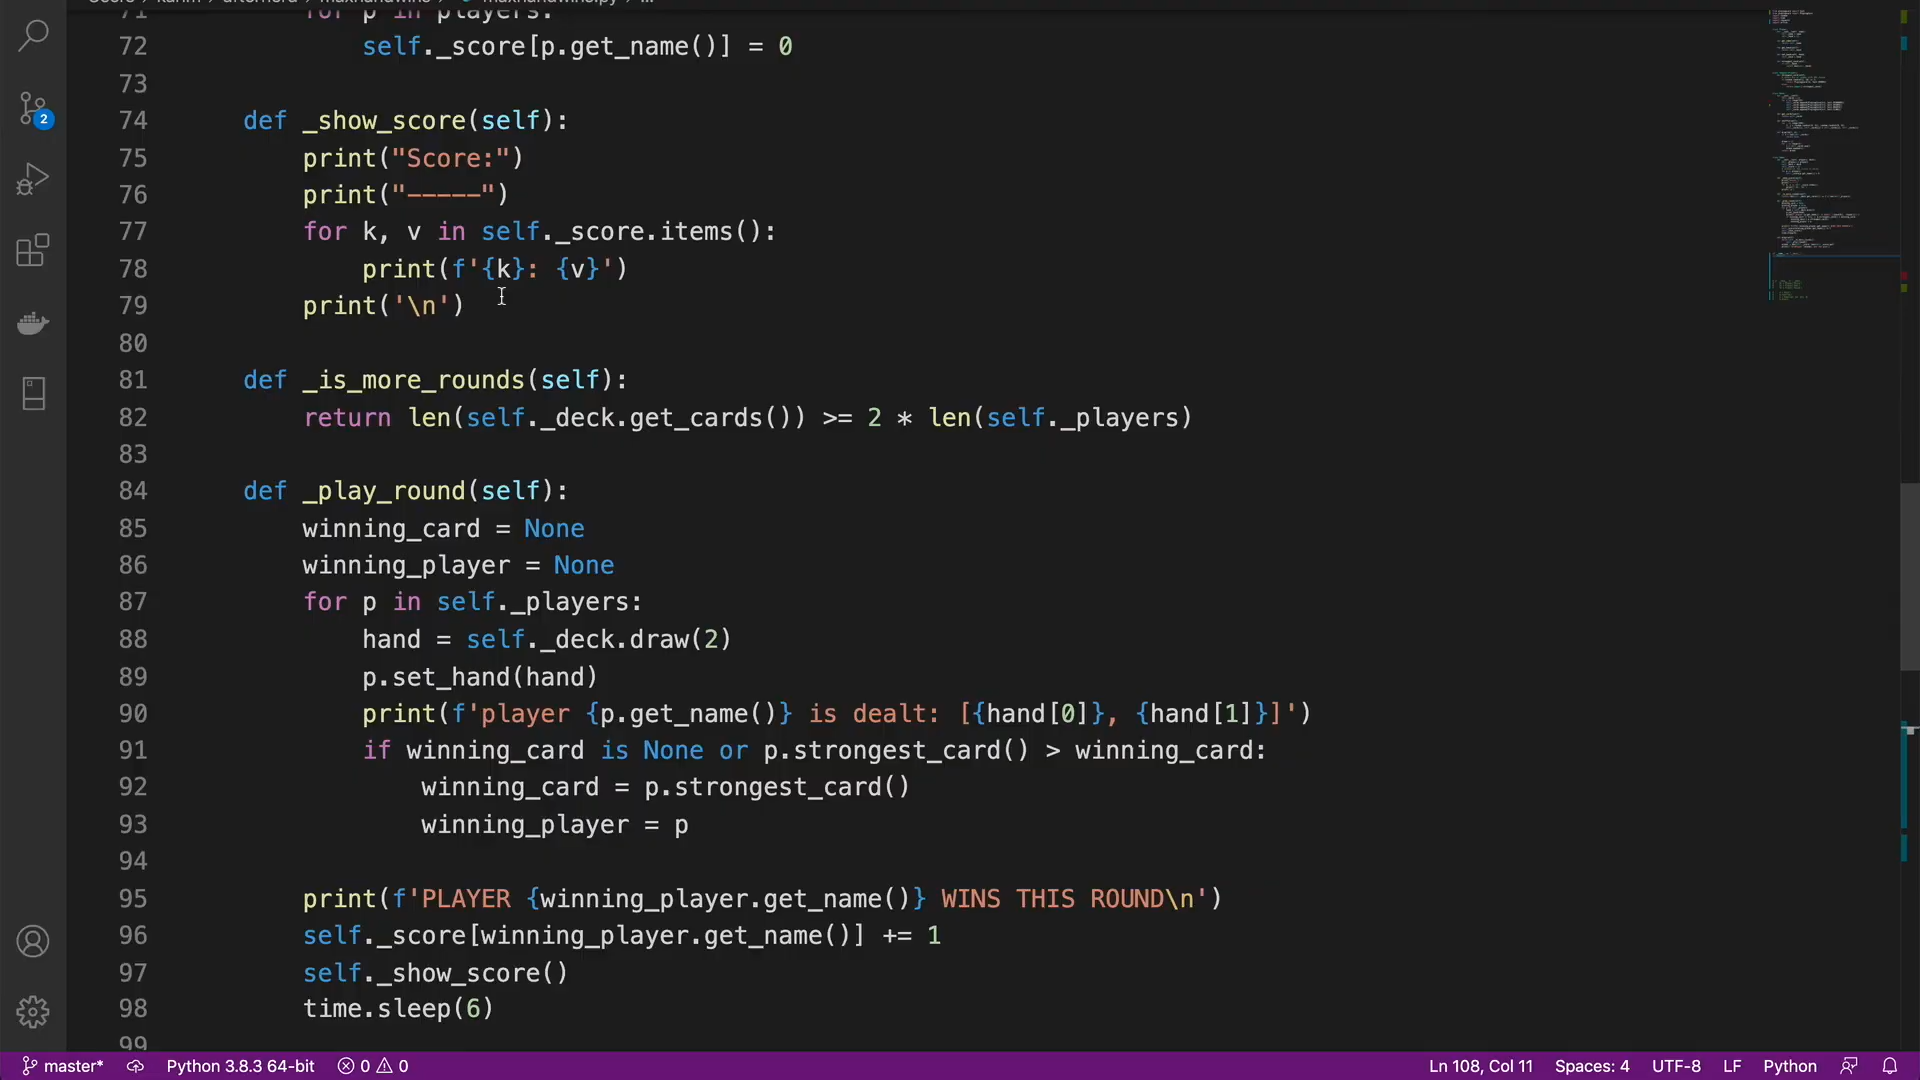 71 for p in players:
72 self._score[p.get_name()] = 0
73
74 def _show_score(self):
75 print("Score:")
76 print("-----")
77 for k, v in self._score.items():
78 print(f'{k}: {v}')
79 print('\n')
80
81 def _is_more_rounds(self):
82 return len(self._deck.get_cards()) >= 2 * len(self._players)
83
84 def _play_round(self):
85 winning_card = None
86 winning_player = None
87 for p in self._players:
88 hand = self._deck.draw(2)
89 p.set_hand(hand)
90 print(f'player {p.get_name()} is dealt: [{hand[0]}, {hand[1]}]')
91 if winning_card is None or p.strongest_card() > winning_card:
92 winning_card = p.strongest_card()
93 winning_player = p
94
95 print(f'PLAYER {winning_player.get_name()} WINS THIS ROUND\n')
96 self._score[winning_player.get_name()] += 1
97 self._show_score()
98 time.sleep(6)
99
2
master* Python 3.8.3 64-bit 0 0 Ln 108, Col 11 Spaces: 4 UTF-8 LF Python